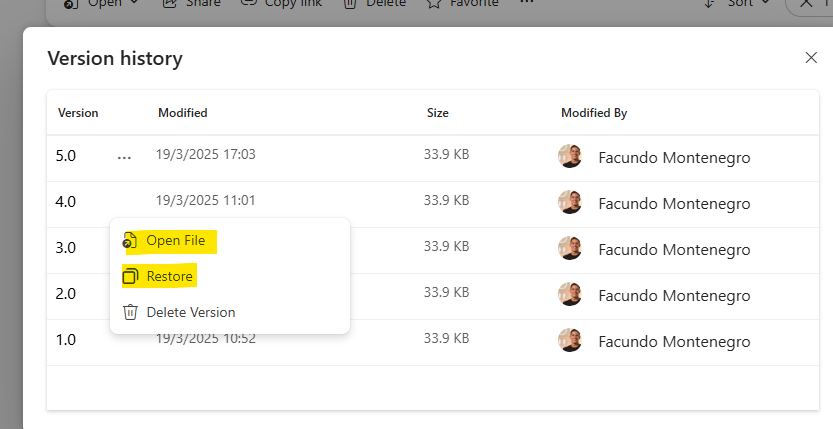 Open Share Copy link Delete Favorite ... Sort
Version history
Version Modified Size Modified By
5.0 ... 19/3/2025 17:03 33.9 KB Facundo Montenegro
4.0 19/3/2025 11:01 33.9 KB Facundo Montenegro
Open File
3.0 33.9 KB Facundo Montenegro
Restore
2.0 33.9 KB Facundo Montenegro
Delete Version
1.0 19/3/2025 10:52 33.9 KB Facundo Montenegro